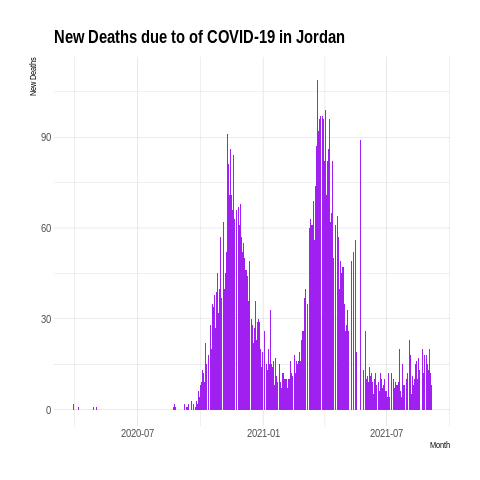 New Deaths due to of COVID-19 in Jordan
New Deaths
90
60
30
0
2020-07
2021-01
2021-07
Month